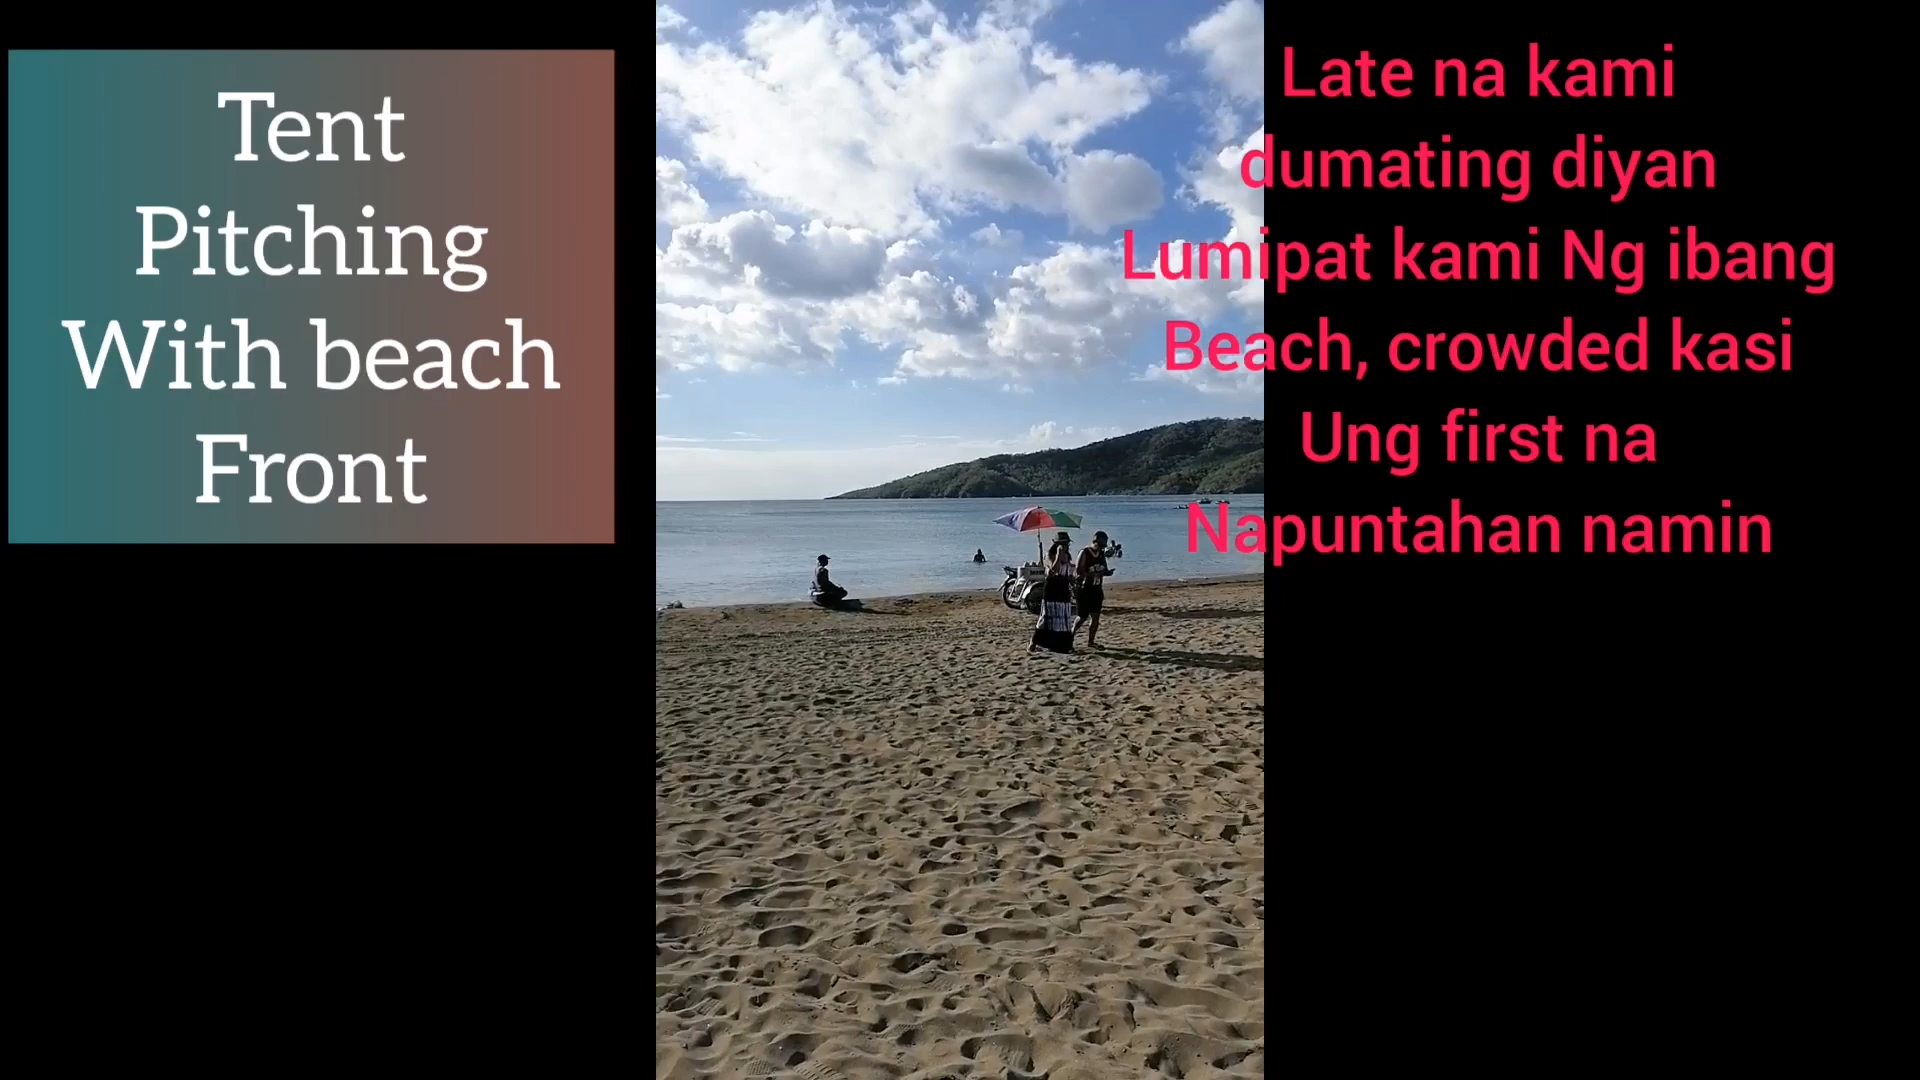 Tent
Pitching
With beach
Front
Late na kami
dumating diyan
Lumipat kami Ng ibang
Beach, crowded kasi
Ung first na
Napuntahan namin